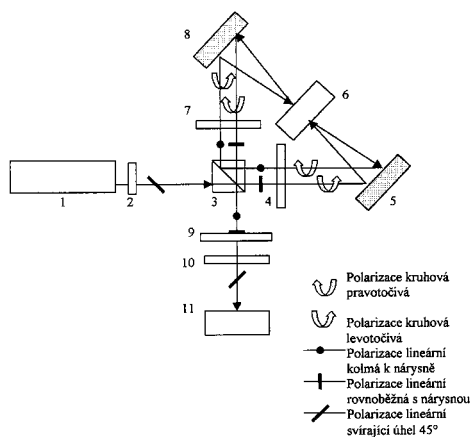 8
7
6
1
2
3
4
5
9
10
11
Polarizace kruhová
pravotočivá
Polarizace kruhová
levotočivá
Polarizace lineární
kolmá k nárysně
Polarizace lineární
rovnoběžná s nárysnou
Polarizace lineární
svírající úhel 45°